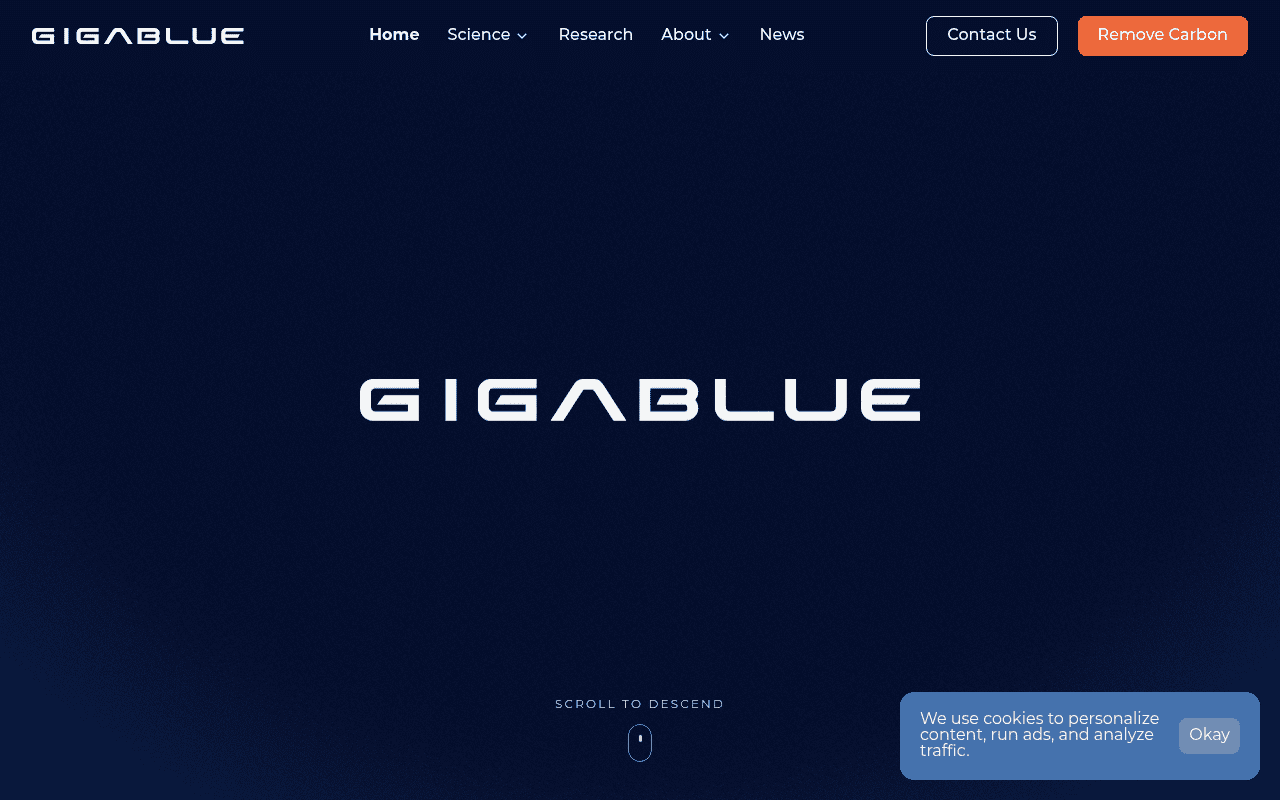 GIGABLUE
Home Science Research About News
Contact Us
Remove Carbon
GIGABLUE
SCROLL TO DESCEND
We use cookies to personalize
content, run ads, and analyze
traffic.
Okay